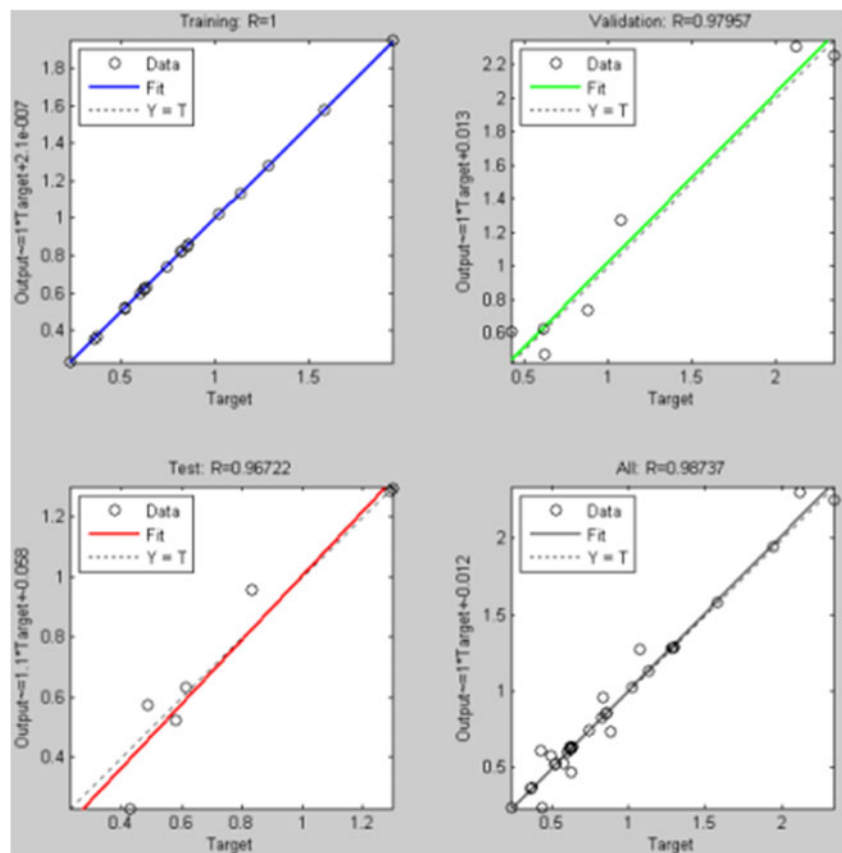 Training: R=1
Data
Fit
Y = T
1.8
1.6
1.4
1.2
1
0.8
0.6
0.4
0.5
1
1.5
Target
Output~=1*Target+2.1e-007
Validation: R=0.97957
Data
Fit
Y = T
2.2
2
1.8
1.6
1.4
1.2
1
0.8
0.6
0.5
1
1.5
2
Target
Output~=1*Target+0.013
Test: R=0.96722
Data
Fit
Y = T
1.2
1
0.8
0.6
0.4
0.4
0.6
0.8
1
1.2
Target
Output~=1.1*Target+-0.058
All: R=0.98737
Data
Fit
Y = T
2
1.5
1
0.5
0.5
1
1.5
2
Target
Output~=1*Target+-0.012